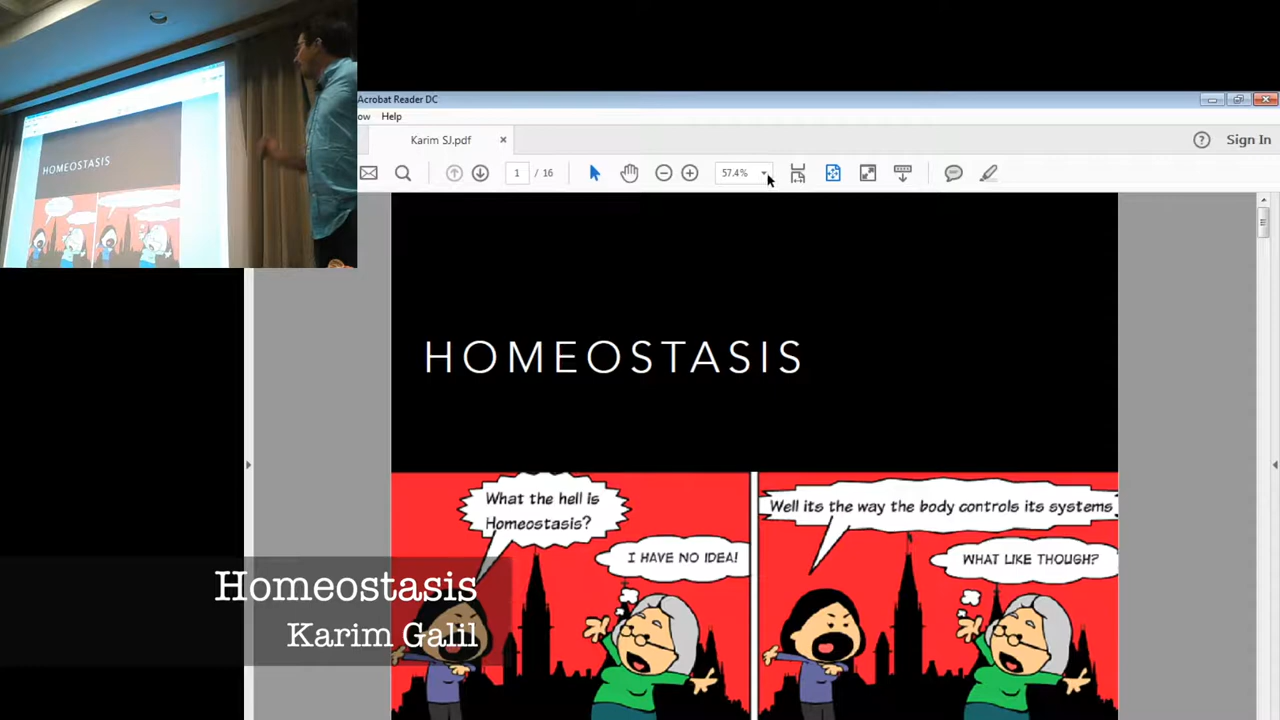 HOMEOSTASIS
Acrobat Reader DC
ow Help
Karim SJ.pdf
Sign In
1 / 16
57.4%
HOMEOSTASIS
What the hell is
Homeostasis?
I HAVE NO IDEA!
Well its the way the body controls its systems
WHAT LIKE THOUGH?
Homeostasis
Karim Galil